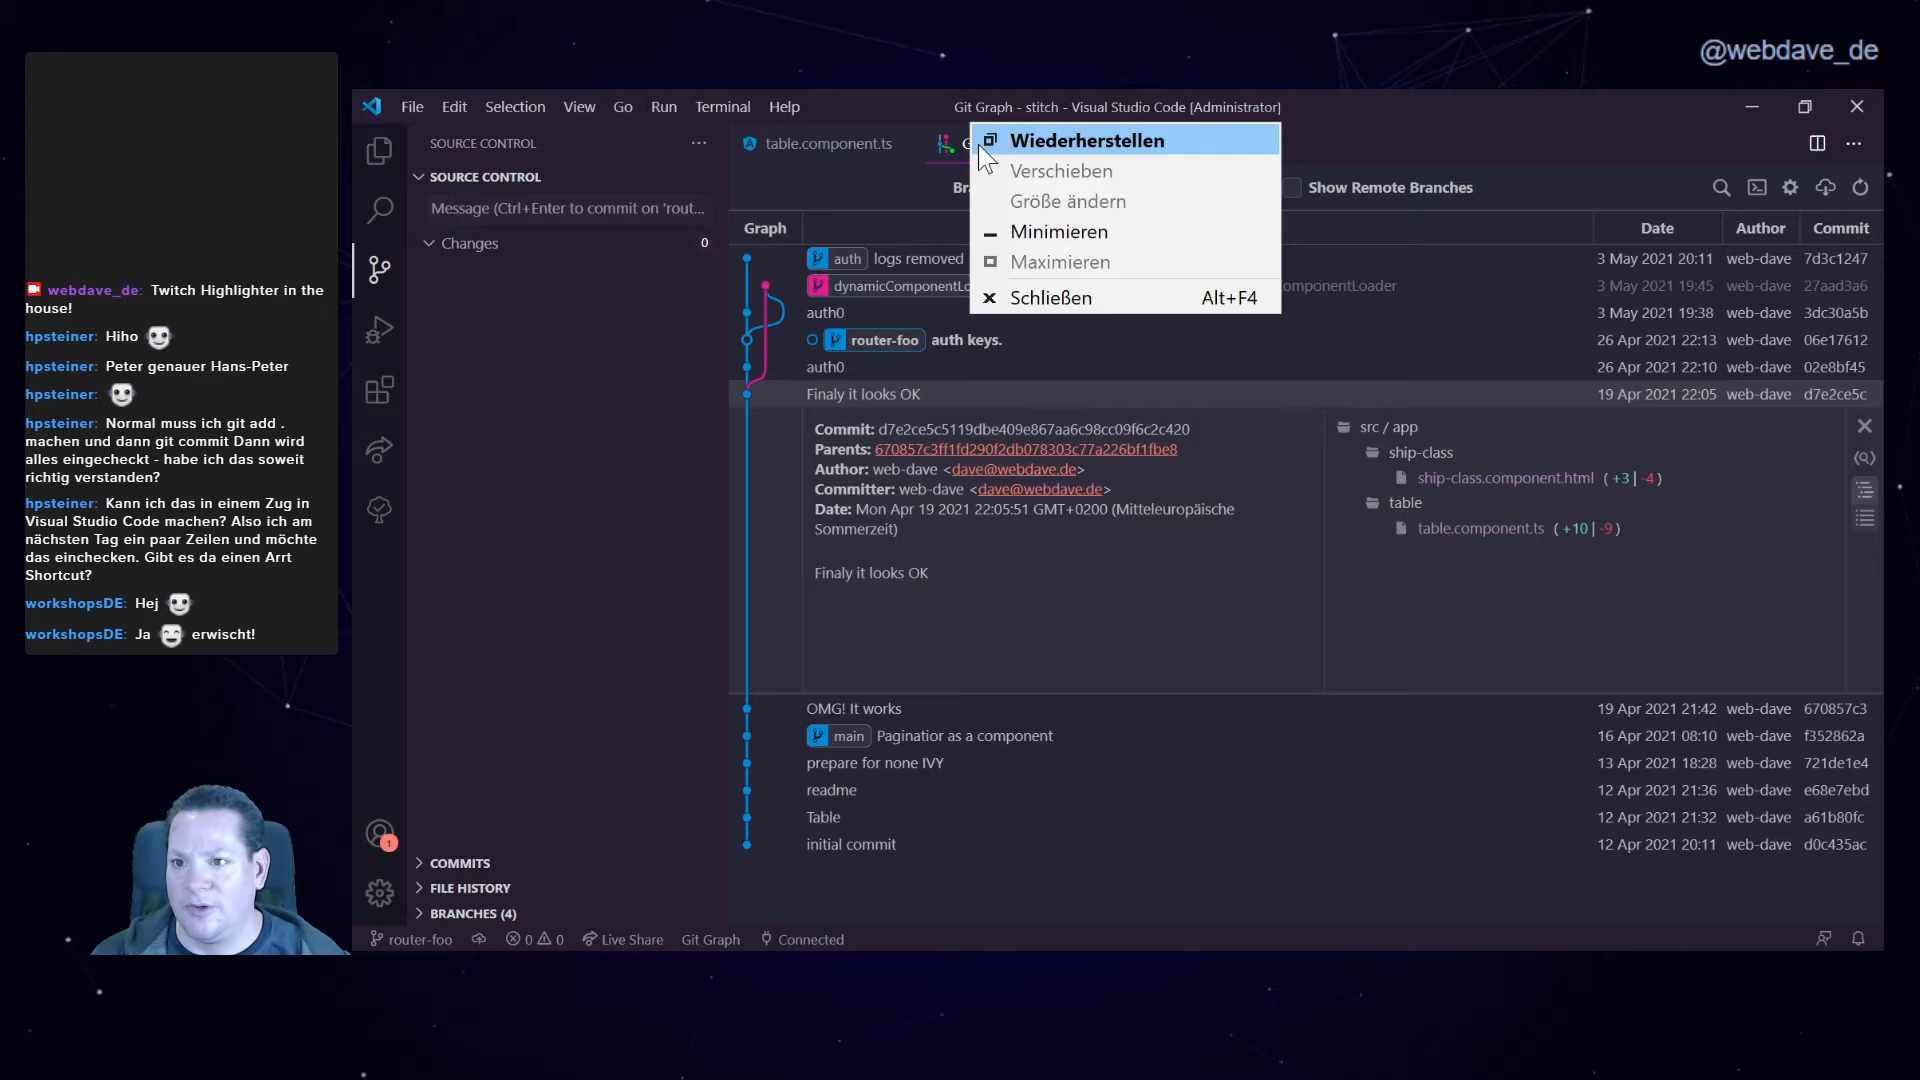 @webdave_de
File Edit Selection View Go Run Terminal Help
Git Graph - stitch - Visual Studio Code [Administrator]
webdave_de: Twitch Highlighter in the
house!
hpsteiner: Hiho
hpsteiner: Peter genauer Hans-Peter
hpsteiner:
hpsteiner: Normal muss ich git add .
machen und dann git commit Dann wird
alles eingecheckt - habe ich das soweit
richtig verstanden?
hpsteiner: Kann ich das in einem Zug in
Visual Studio Code machen? Also ich am
nächsten Tag ein paar Zeilen und möchte
das einchecken. Gibt es da einen Arrt
Shortcut?
workshopsDE: Hej
workshopsDE: Ja erwischt!
SOURCE CONTROL
SOURCE CONTROL
Message (Ctrl+Enter to commit on 'rout...
Changes 0
COMMITS
FILE HISTORY
BRANCHES (4)
1
table.component.ts
G
Wiederherstellen
Verschieben
Größe ändern
Minimieren
Maximieren
Schließen Alt+F4
Bra
Show Remote Branches
Graph Date Author Commit
auth logs removed 3 May 2021 20:11 web-dave 7d3c1247
dynamicComponentLo omponentLoader 3 May 2021 19:45 web-dave 27aad3a6
auth0 3 May 2021 19:38 web-dave 3dc30a5b
router-foo auth keys. 26 Apr 2021 22:13 web-dave 06e17612
auth0 26 Apr 2021 22:10 web-dave 02e8bf45
Finaly it looks OK 19 Apr 2021 22:05 web-dave d7e2ce5c
Commit: d7e2ce5c5119dbe409e867aa6c98cc09f6c2c420
Parents: 670857c3ff1fd290f2db078303c77a226bf1fbe8
Author: web-dave <dave@webdave.de>
Committer: web-dave <dave@webdave.de>
Date: Mon Apr 19 2021 22:05:51 GMT+0200 (Mitteleuropäische
Sommerzeit)
Finaly it looks OK
src / app
ship-class
ship-class.component.html ( +3 | -4 )
table
table.component.ts ( +10 | -9 )
OMG! It works 19 Apr 2021 21:42 web-dave 670857c3
main Paginatior as a component 16 Apr 2021 08:10 web-dave f352862a
prepare for none IVY 13 Apr 2021 18:28 web-dave 721de1e4
readme 12 Apr 2021 21:36 web-dave e68e7ebd
Table 12 Apr 2021 21:32 web-dave a61b80fc
initial commit 12 Apr 2021 20:11 web-dave d0c435ac
router-foo 0 0 Live Share Git Graph Connected